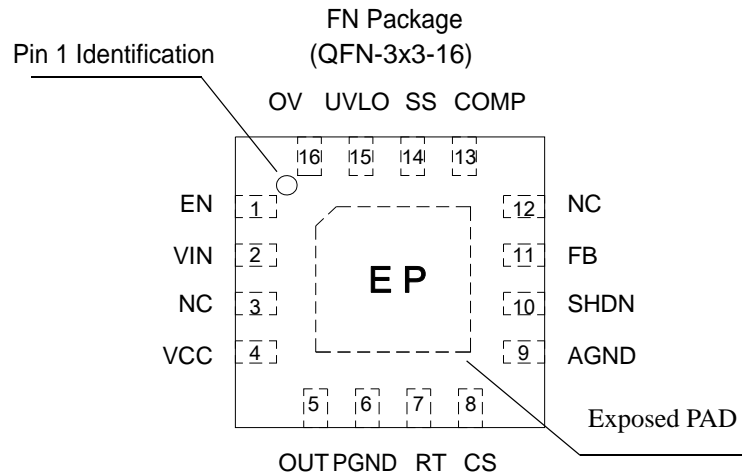 FN Package
Pin 1 Identification
(QFN-3x3-16)
OV UVLO SS COMP
16 15 14 13
EN 1 12 NC
VIN 2 11 FB
E P
NC 3 10 SHDN
VCC 4 9 AGND
5 6 7 8
Exposed PAD
OUT PGND RT CS